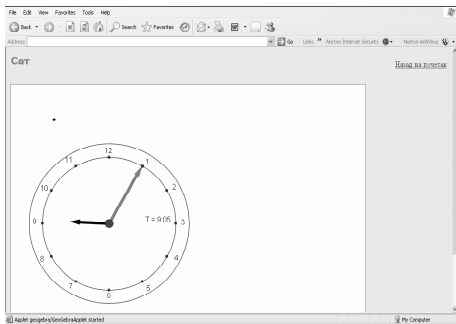 File Edit View Favorites Tools Help
Back Search Favorites
Address Go Links » Norton Internet Security Norton AntiVirus
Сат
Назад на почетак
12
11 1
10 2
0 T = 9:05 3
8 4
7 5
0
Applet geogebra/GeoGebraApplet started My Computer